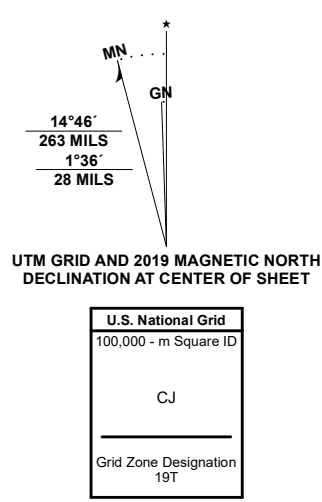 ★
MN
GN
14°46´
263 MILS
1°36´
28 MILS
UTM GRID AND 2019 MAGNETIC NORTH
DECLINATION AT CENTER OF SHEET
U.S. National Grid
100,000 - m Square ID
CJ
Grid Zone Designation
19T